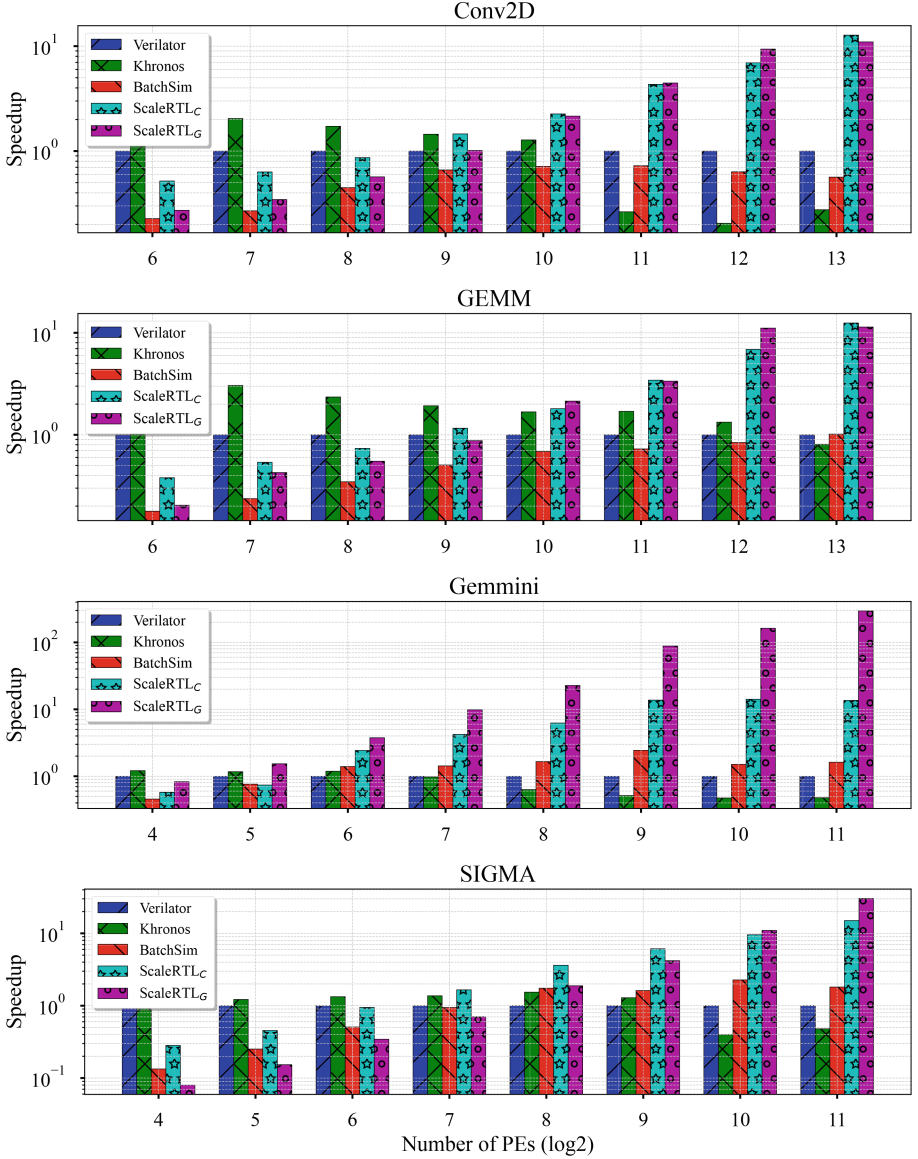 Conv2D
10^1
10^0
Speedup
Verilator
Khronos
BatchSim
ScaleRTL_C
ScaleRTL_G
6 7 8 9 10 11 12 13
GEMM
10^1
10^0
Speedup
Verilator
Khronos
BatchSim
ScaleRTL_C
ScaleRTL_G
6 7 8 9 10 11 12 13
Gemmini
10^2
10^1
10^0
Speedup
Verilator
Khronos
BatchSim
ScaleRTL_C
ScaleRTL_G
4 5 6 7 8 9 10 11
SIGMA
10^1
10^0
10^−1
Speedup
Verilator
Khronos
BatchSim
ScaleRTL_C
ScaleRTL_G
4 5 6 7 8 9 10 11
Number of PEs (log2)